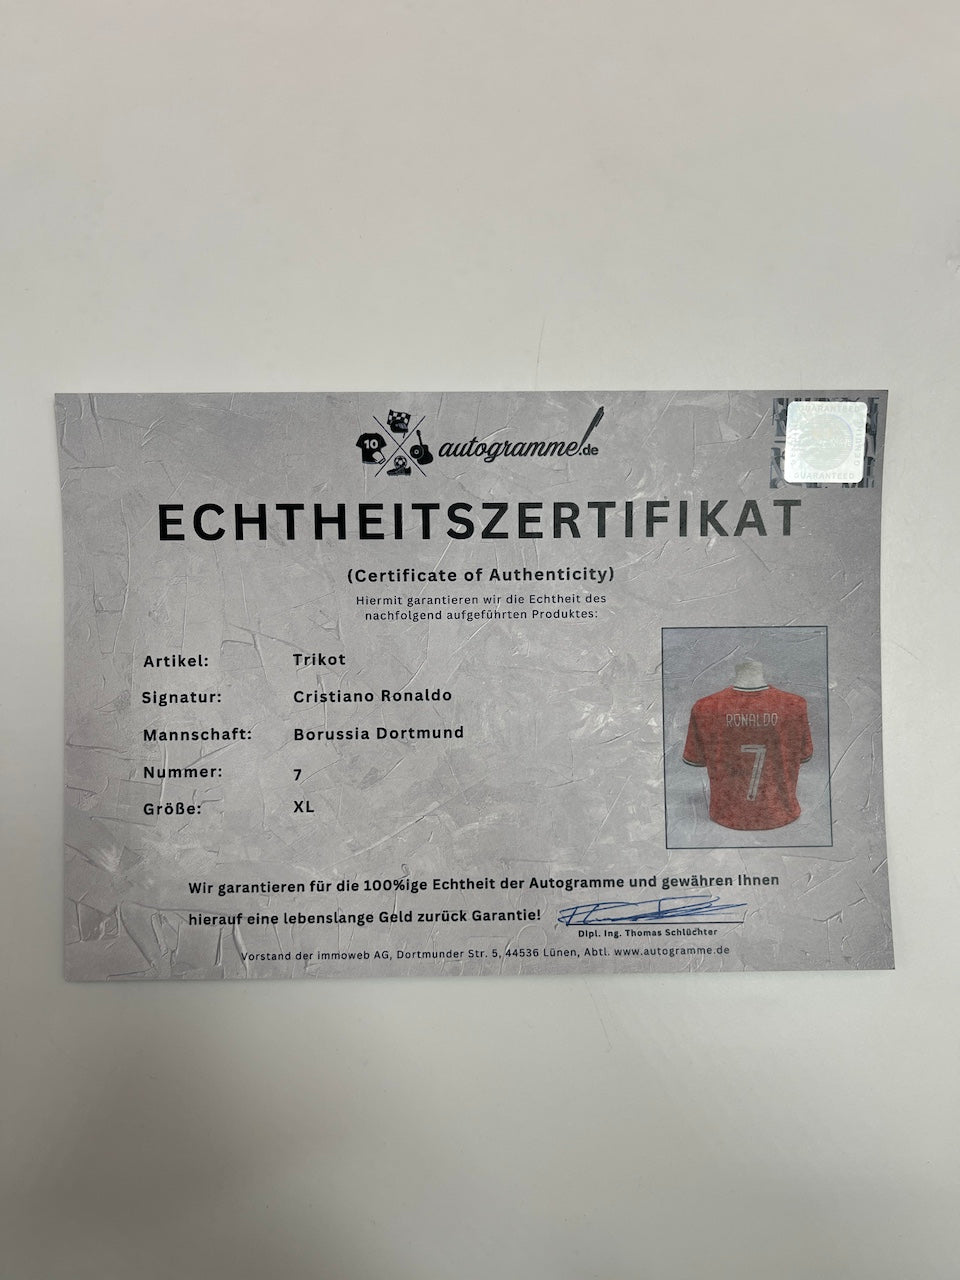 10
autogramme.de
GUARANTEED
GUARANTEED
ECHTHEITSZERTIFIKAT
(Certificate of Authenticity)
Hiermit garantieren wir die Echtheit des
nachfolgend aufgeführten Produktes:
Artikel: Trikot
Signatur: Cristiano Ronaldo
Mannschaft: Borussia Dortmund
Nummer: 7
Größe: XL
RONALDO
7
Wir garantieren für die 100%ige Echtheit der Autogramme und gewähren Ihnen
hierauf eine lebenslange Geld zurück Garantie!
Dipl. Ing. Thomas Schlüchter
Vorstand der immoweb AG, Dortmunder Str. 5, 44536 Lünen, Abtl. www.autogramme.de